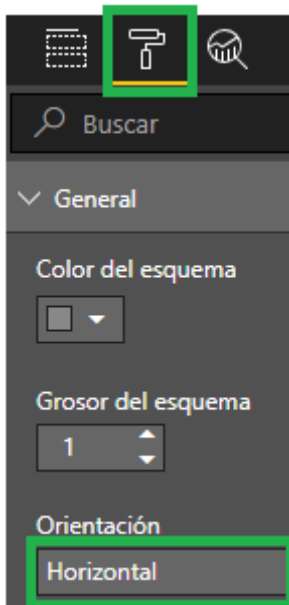 Buscar
General
Color del esquema
Grosor del esquema
1
Orientación
Horizontal